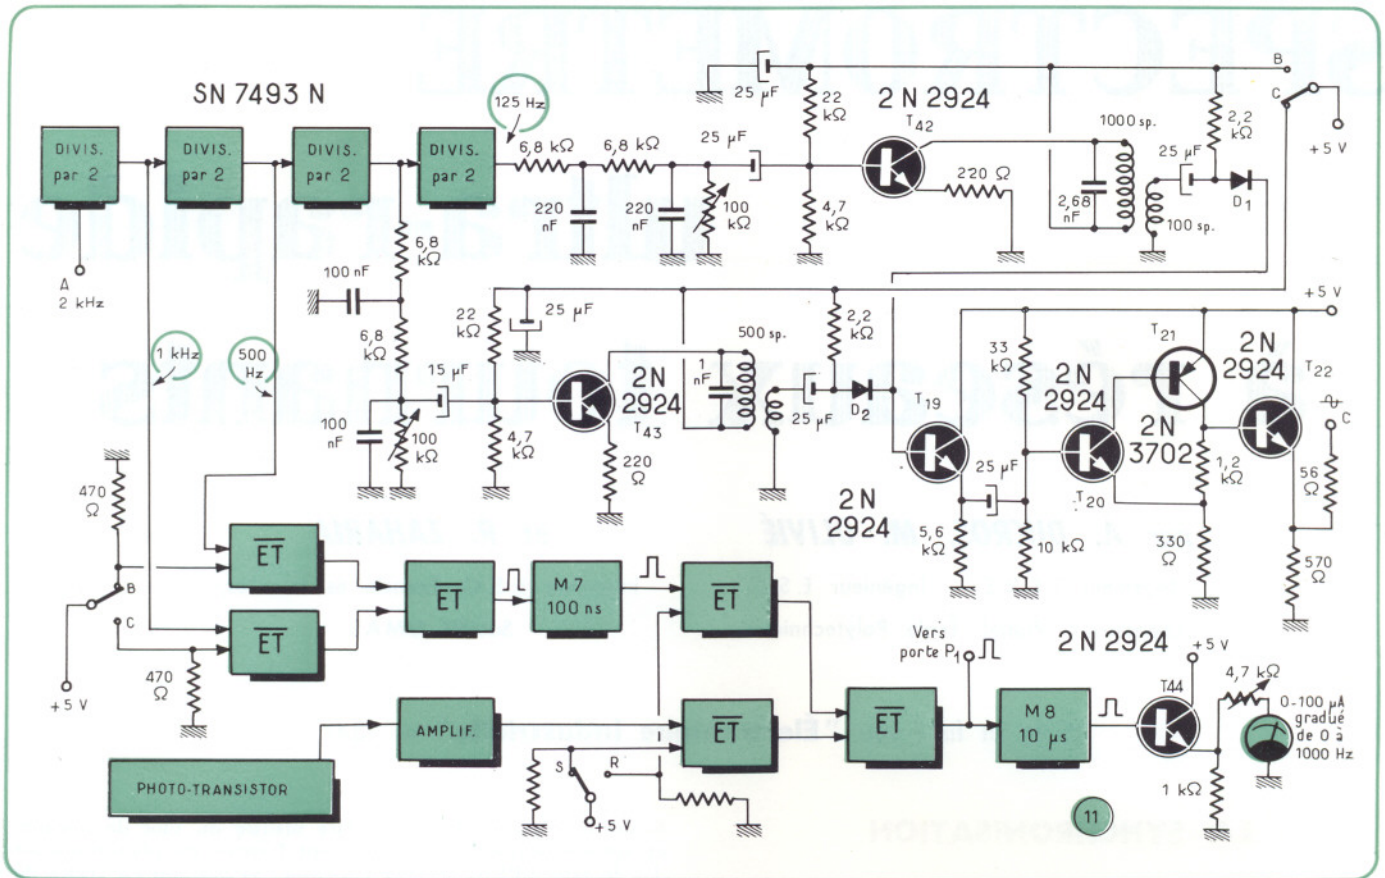 SN 7493 N
DIVIS.
par 2
DIVIS.
par 2
DIVIS.
par 2
DIVIS.
par 2
125 Hz
A
2 kHz
1 kHz
500
Hz
6,8 kΩ
6,8 kΩ
220
nF
220
nF
100
kΩ
25 µF
25 µF
22
kΩ
4,7
kΩ
2 N 2924
T42
220 Ω
1000 sp.
2,68
nF
100 sp.
25 µF
2,2
kΩ
D1
B
C
+5 V
6,8
kΩ
100 nF
6,8
kΩ
100
nF
100
kΩ
15 µF
22
kΩ
25 µF
4,7
kΩ
2 N
2924
T43
220
Ω
500 sp.
1
nF
25 µF
2,2
kΩ
D2
T19
2 N
2924
5,6
kΩ
25 µF
33
kΩ
10 kΩ
2 N
2924
T20
T21
2 N
3702
1,2
kΩ
330
Ω
2 N
2924
T22
+5 V
C
56
Ω
570
Ω
470
Ω
B
C
+5 V
470
Ω
ET
ET
ET
M 7
100 ns
ET
PHOTO-TRANSISTOR
AMPLIF.
ET
S
R
+5 V
ET
Vers
porte P1
M 8
10 µs
2 N 2924
T44
+5 V
4,7 kΩ
1 kΩ
0-100 µA
gradué
de 0 à
1000 Hz
11